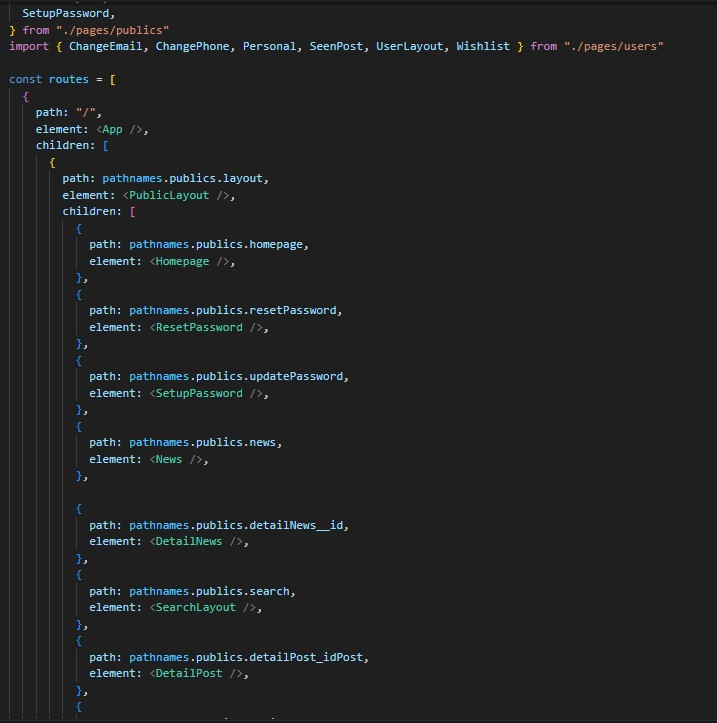 SetupPassword,
} from "./pages/publics"
import { ChangeEmail, ChangePhone, Personal, SeenPost, UserLayout, Wishlist } from "./pages/users"
const routes = [
{
path: "/",
element: <App />,
children: [
{
path: pathnames.publics.layout,
element: <PublicLayout />,
children: [
{
path: pathnames.publics.homepage,
element: <Homepage />,
},
{
path: pathnames.publics.resetPassword,
element: <ResetPassword />,
},
{
path: pathnames.publics.updatePassword,
element: <SetupPassword />,
},
{
path: pathnames.publics.news,
element: <News />,
},
{
path: pathnames.publics.detailNews__id,
element: <DetailNews />,
},
{
path: pathnames.publics.search,
element: <SearchLayout />,
},
{
path: pathnames.publics.detailPost_idPost,
element: <DetailPost />,
},
{